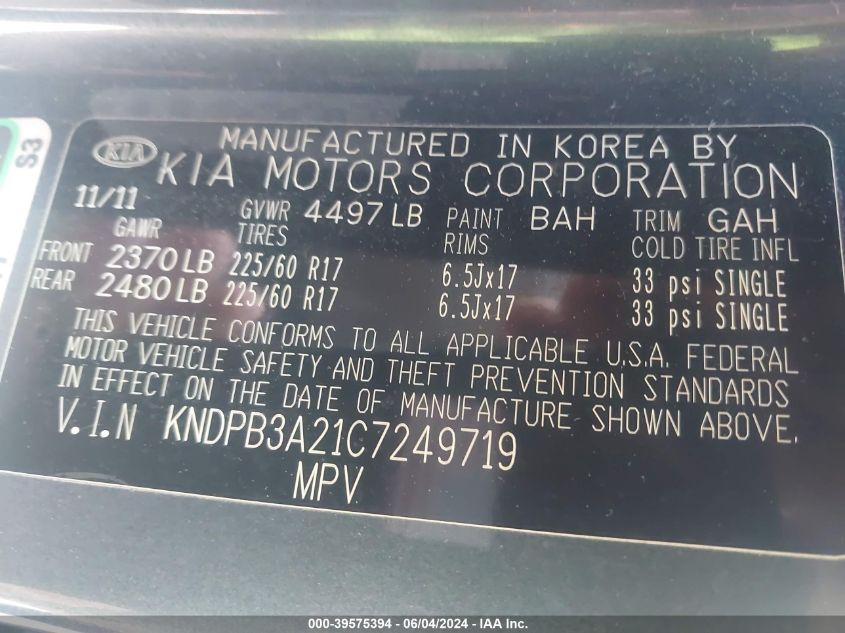 S3
KIA
MANUFACTURED IN KOREA BY
KIA MOTORS CORPORATION
11/11 GVWR 4497 LB PAINT BAH TRIM GAH
GAWR TIRES RIMS COLD TIRE INFL
FRONT 2370 LB 225/60 R17 6.5Jx17 33 psi SINGLE
REAR 2480 LB 225/60 R17 6.5Jx17 33 psi SINGLE
THIS VEHICLE CONFORMS TO ALL APPLICABLE U.S.A. FEDERAL
MOTOR VEHICLE SAFETY AND THEFT PREVENTION STANDARDS
IN EFFECT ON THE DATE OF MANUFACTURE SHOWN ABOVE.
V.I.N KNDPB3A21C7249719
MPV
000-39575394 - 06/04/2024 - IAA Inc.